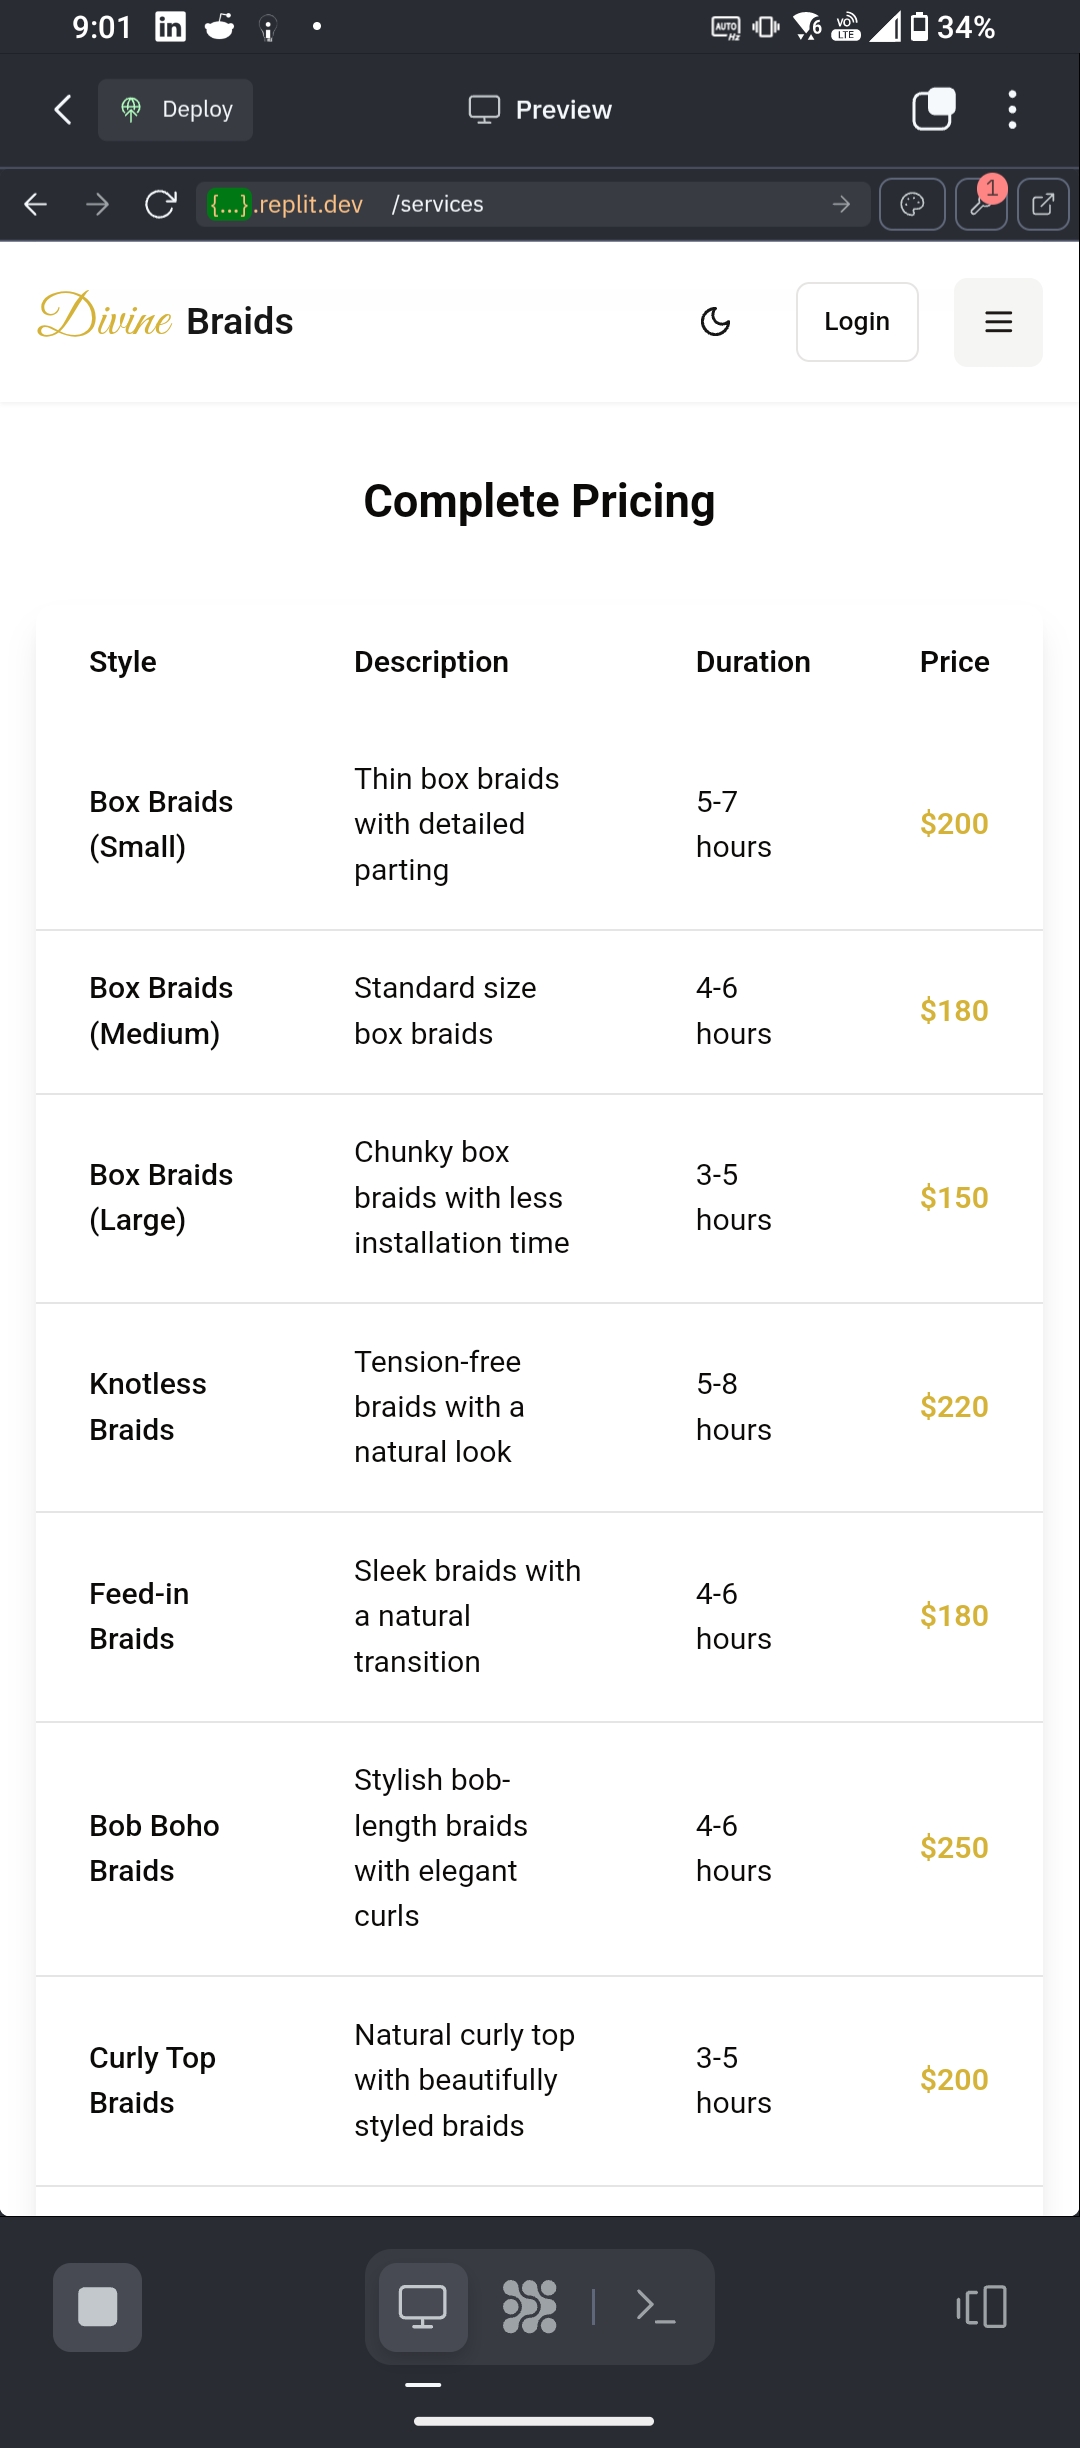 9:01 AUTO Hz 6 VO LTE 34%
Deploy Preview
{...}.replit.dev /services 1
Divine Braids Login
Complete Pricing
Style Description Duration Price
Box Braids (Small) Thin box braids with detailed parting 5-7 hours $200
Box Braids (Medium) Standard size box braids 4-6 hours $180
Box Braids (Large) Chunky box braids with less installation time 3-5 hours $150
Knotless Braids Tension-free braids with a natural look 5-8 hours $220
Feed-in Braids Sleek braids with a natural transition 4-6 hours $180
Bob Boho Braids Stylish bob-length braids with elegant curls 4-6 hours $250
Curly Top Braids Natural curly top with beautifully styled braids 3-5 hours $200